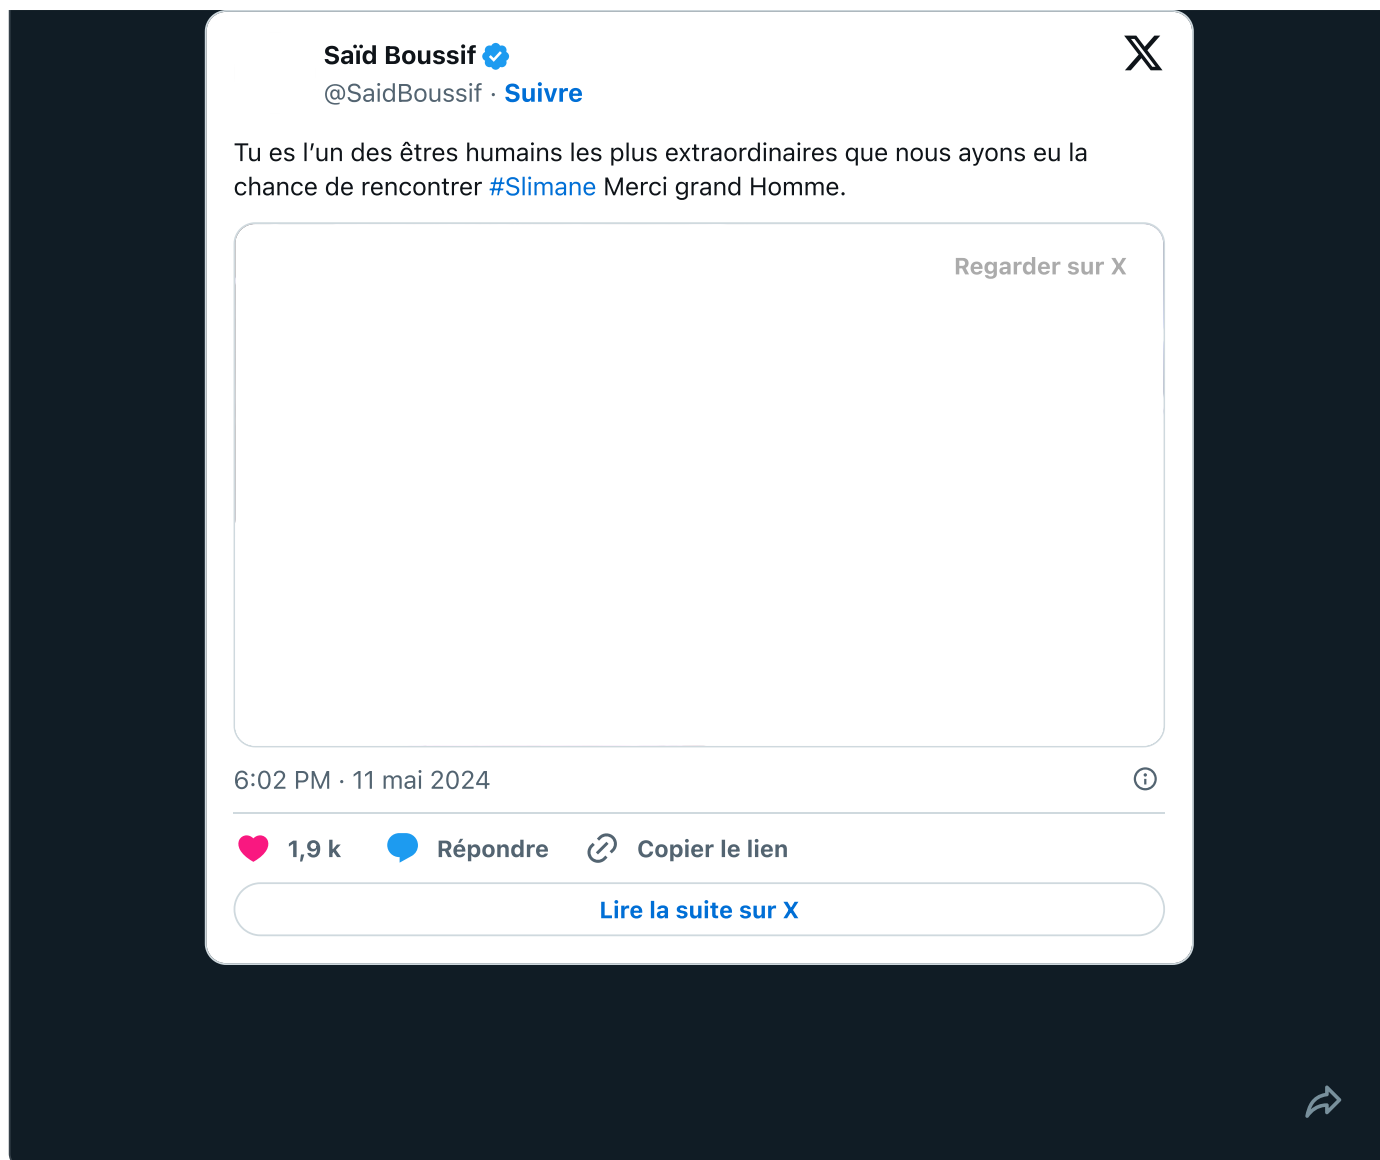 Saïd Boussif
@SaidBoussif · Suivre
Tu es l’un des êtres humains les plus extraordinaires que nous ayons eu la
chance de rencontrer #Slimane Merci grand Homme.
Regarder sur X
6:02 PM · 11 mai 2024
1,9 k Répondre Copier le lien
Lire la suite sur X